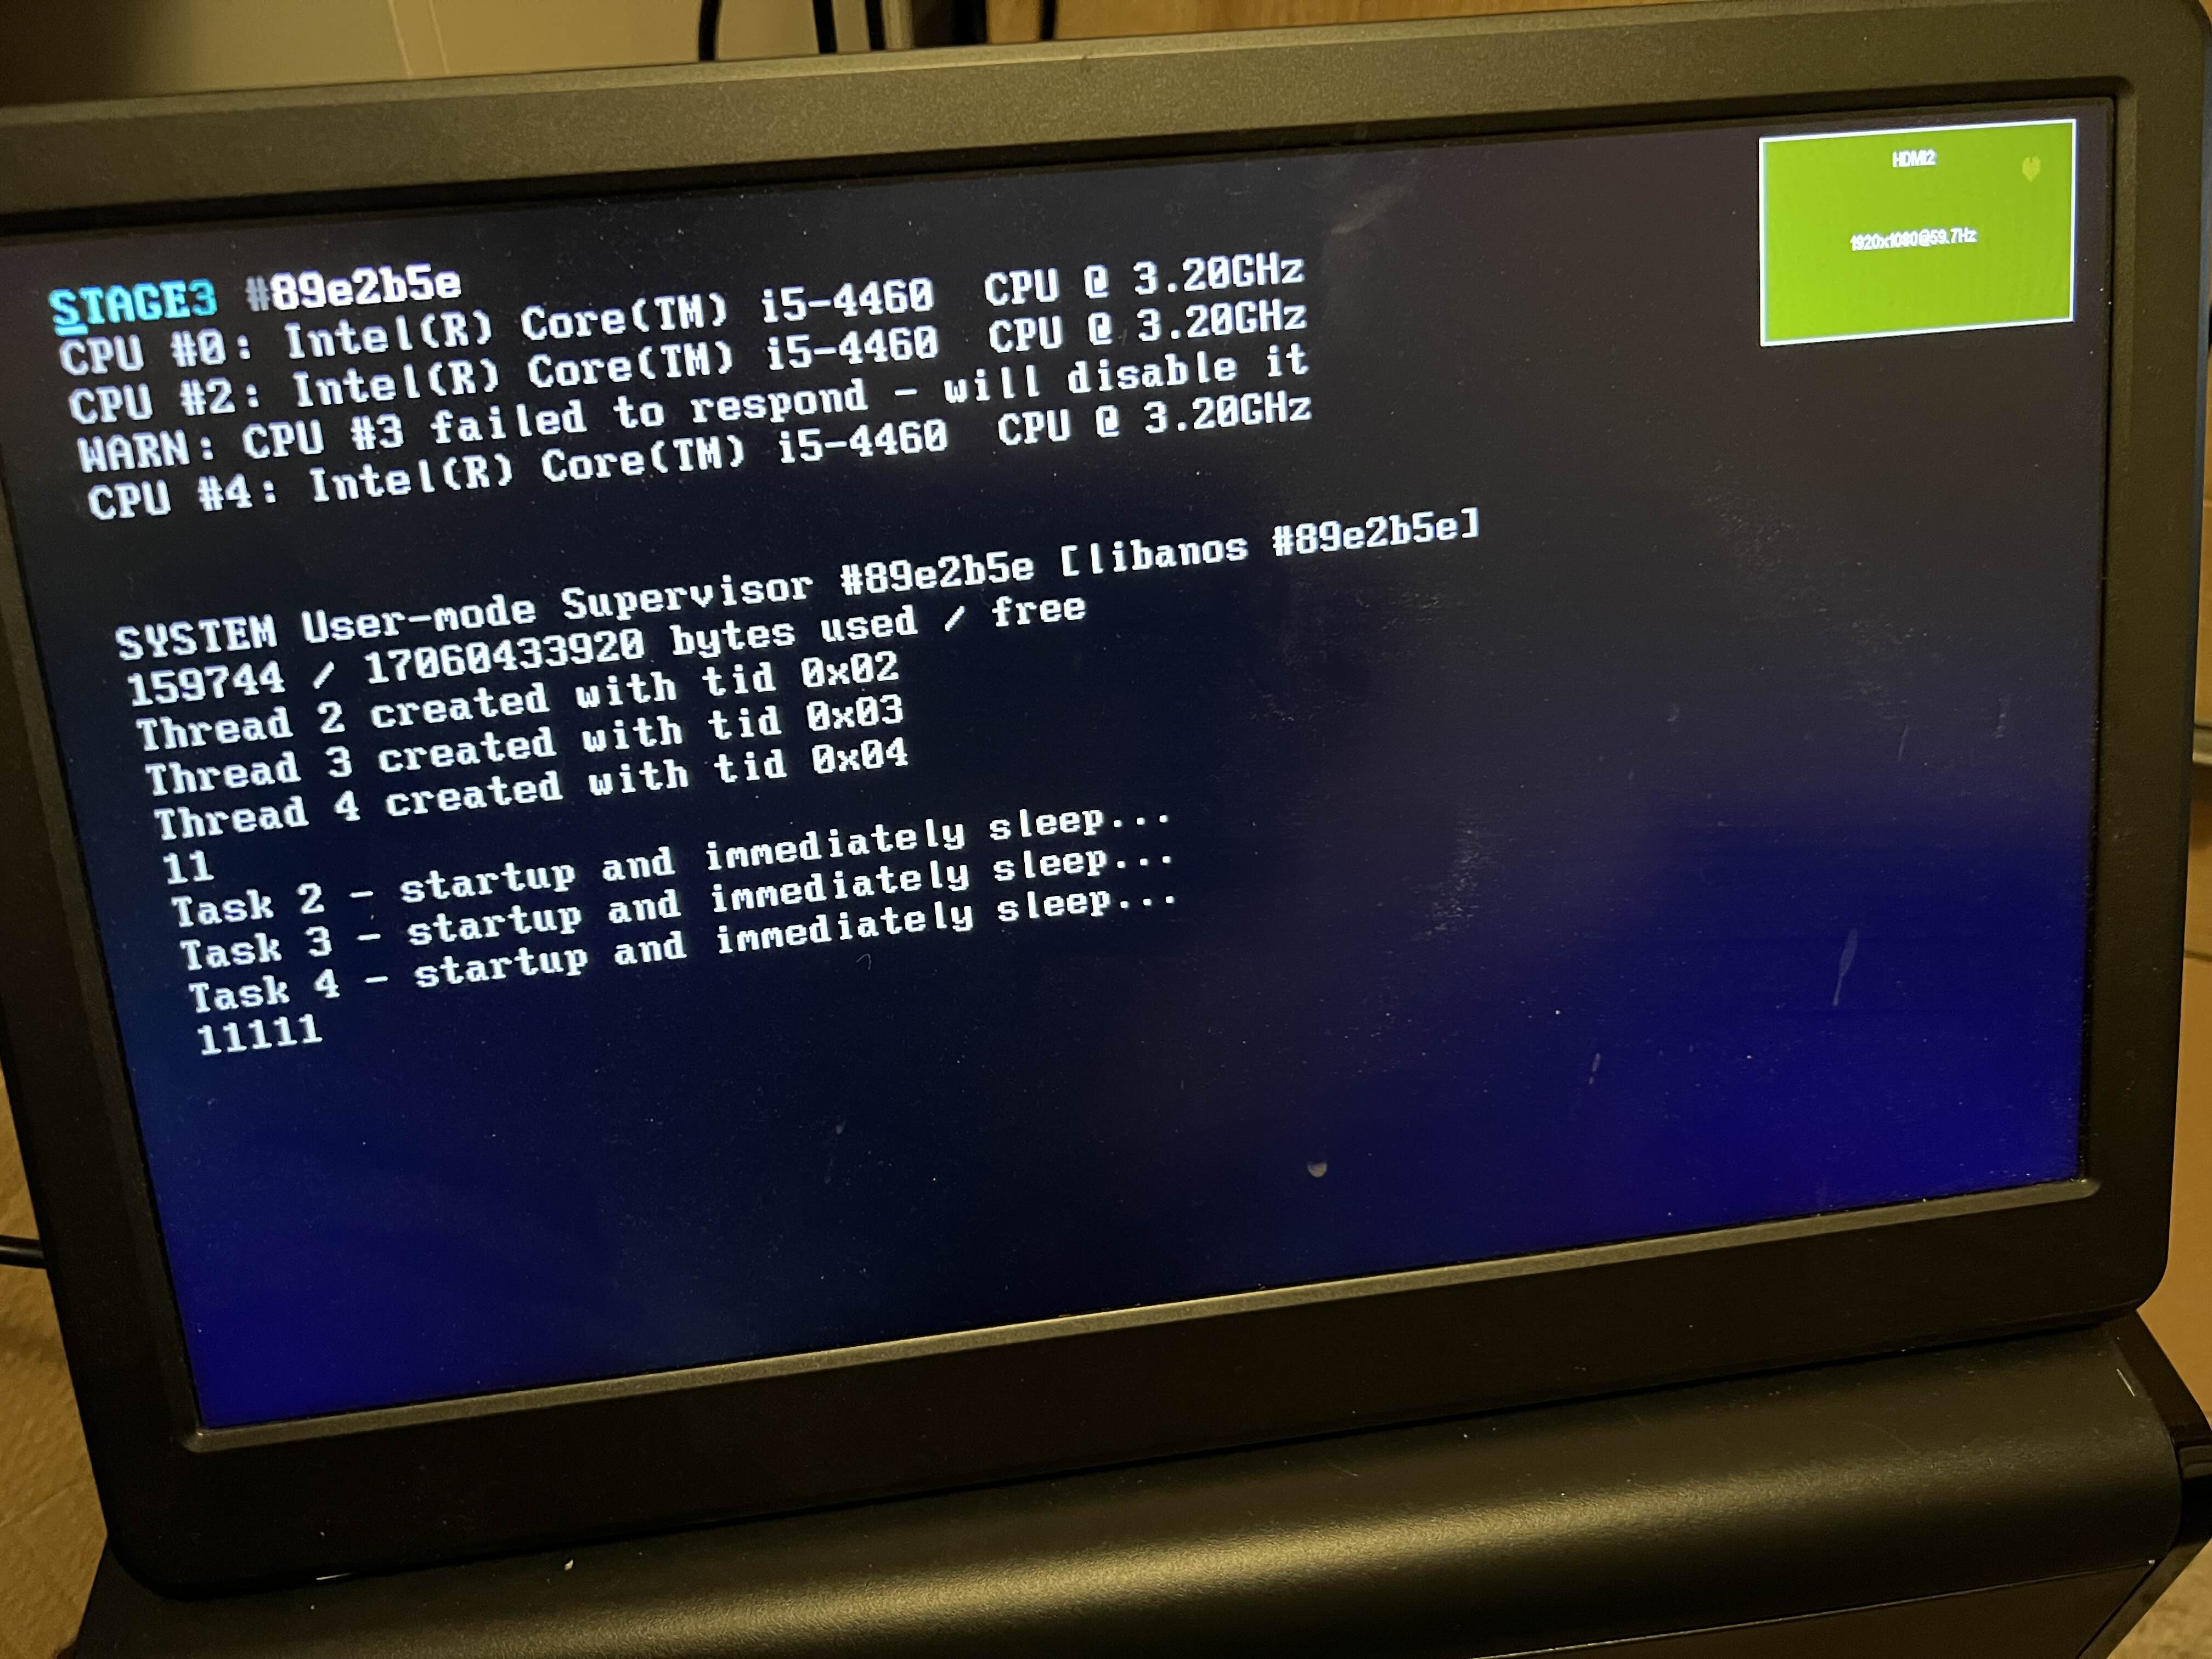 STAGE3 #89e2b5e
CPU #0: Intel(R) Core(TM) i5-4460  CPU @ 3.20GHz
CPU #2: Intel(R) Core(TM) i5-4460  CPU @ 3.20GHz
WARN: CPU #3 failed to respond - will disable it
CPU #4: Intel(R) Core(TM) i5-4460  CPU @ 3.20GHz
SYSTEM User-mode Supervisor #89e2b5e [libanos #89e2b5e]
159744 / 17060433920 bytes used / free
Thread 2 created with tid 0x02
Thread 3 created with tid 0x03
Thread 4 created with tid 0x04
11
Task 2 - startup and immediately sleep...
Task 3 - startup and immediately sleep...
Task 4 - startup and immediately sleep...
11111
HDMI2
1920x1080@59.7Hz